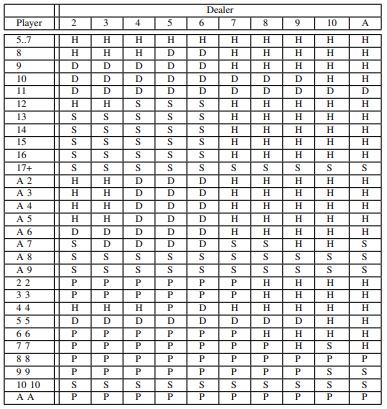 Dealer
Player 2 3 4 5 6 7 8 9 10 A
5..7 H H H H H H H H H H
8 H H H D D H H H H H
9 D D D D D H H H H H
10 D D D D D D D D H H
11 D D D D D D D D D D
12 H H S S S H H H H H
13 S S S S S H H H H H
14 S S S S S H H H H H
15 S S S S S H H H H H
16 S S S S S H H H H H
17+ S S S S S S S S S S
A 2 H H D D D H H H H H
A 3 H H D D D H H H H H
A 4 H H D D D H H H H H
A 5 H H D D D H H H H H
A 6 D D D D D H H H H H
A 7 S D D D D S S H H S
A 8 S S S S S S S S S S
A 9 S S S S S S S S S S
2 2 P P P P P P H H H H
3 3 P P P P P P H H H H
4 4 H H H P D H H H H H
5 5 D D D D D D D D H H
6 6 P P P P P P H H H H
7 7 P P P P P P P H S H
8 8 P P P P P P P P P P
9 9 P P P P P P P P S S
10 10 S S S S S S S S S S
A A P P P P P P P P P P